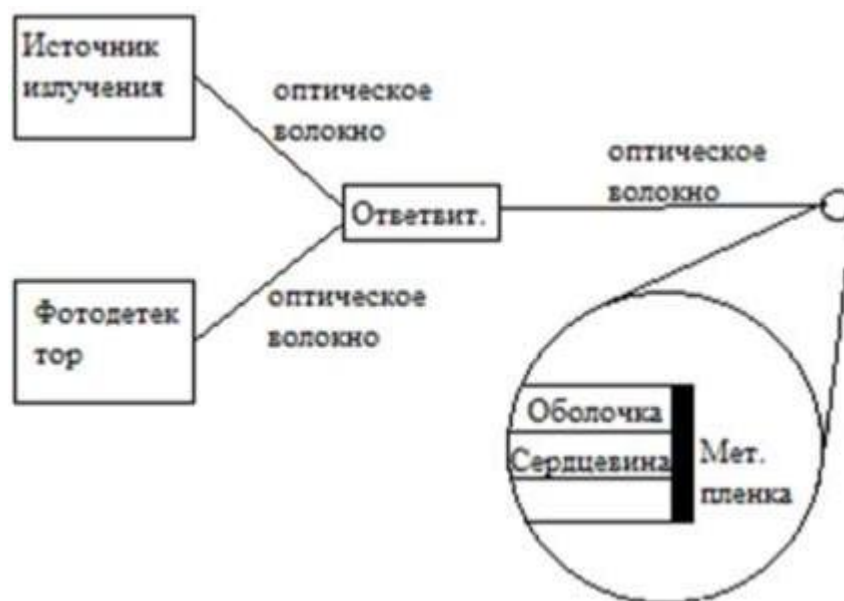 Источник
излучения
оптическое
волокно
оптическое
волокно
Ответвит.
оптическое
волокно
Фотодетек
тор
Оболочка
Сердцевина
Мет.
пленка